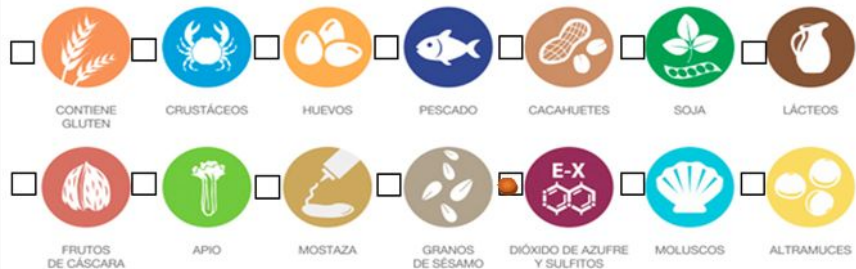 CONTIENE
GLUTEN
CRUSTÁCEOS
HUEVOS
PESCADO
CACAHUETES
SOJA
LÁCTEOS
E-X
FRUTOS
DE CÁSCARA
APIO
MOSTAZA
GRANOS
DE SÉSAMO
DIÓXIDO DE AZUFRE
Y SULFITOS
MOLUSCOS
ALTRAMUCES